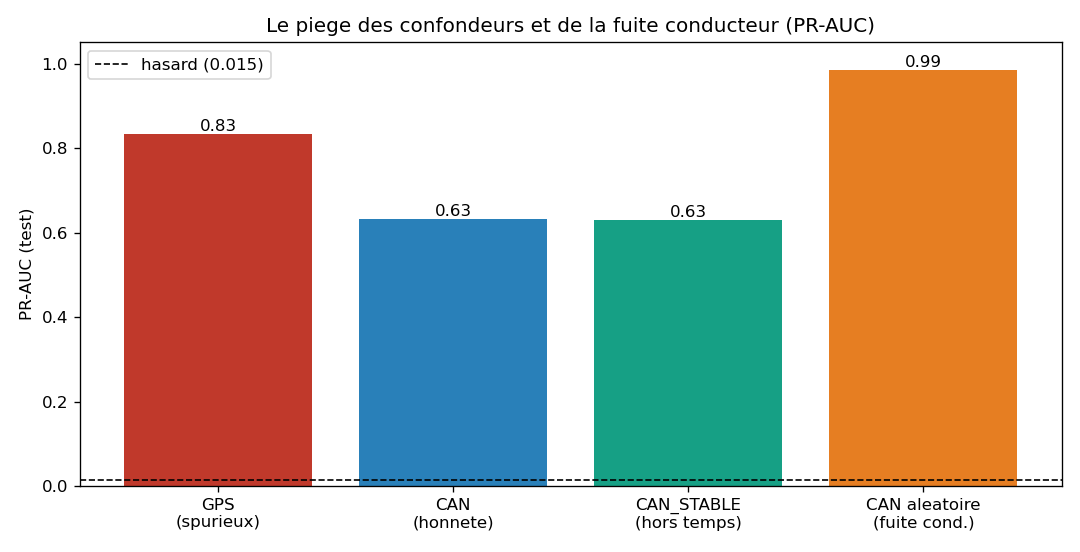 Le piege des confondeurs et de la fuite conducteur (PR-AUC)
hasard (0.015)
PR-AUC (test)
1.0
0.8
0.6
0.4
0.2
0.0
0.83
0.63
0.63
0.99
GPS
(spurieux)
CAN
(honnete)
CAN_STABLE
(hors temps)
CAN aleatoire
(fuite cond.)